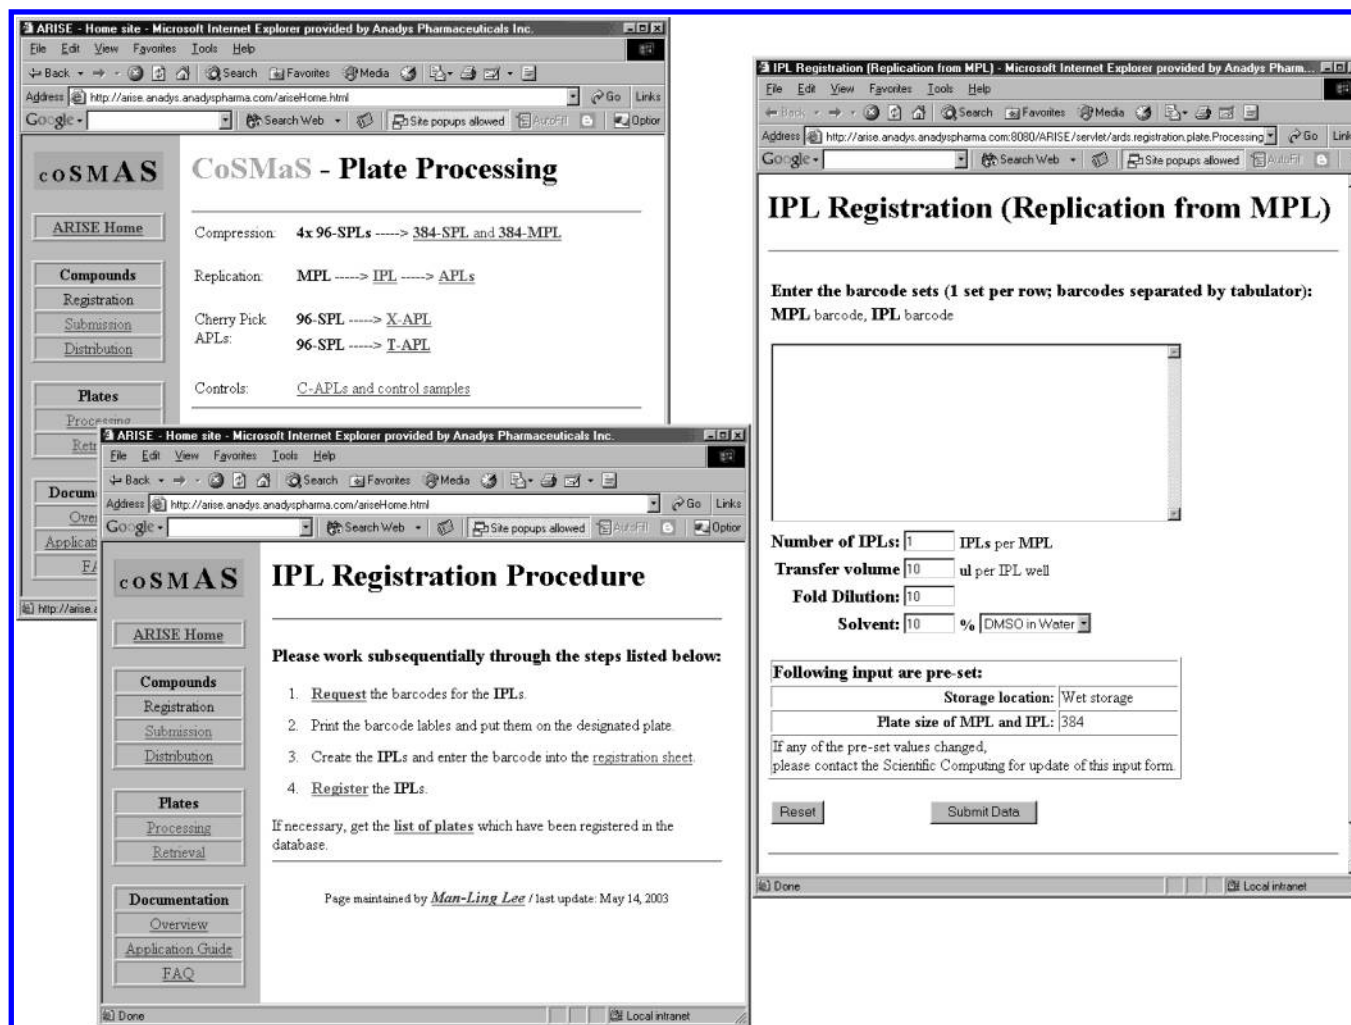 ARISE - Home site - Microsoft Internet Explorer provided by Anadys Pharmaceuticals Inc.
File Edit View Favorites Tools Help
Back Search Favorites Media
Address http://arise.anadys.anadyspharma.com/ariseHome.html Go Links
Google Search Web Site popups allowed AutoFill Option
coSMAS
CoSMaS - Plate Processing
ARISE Home
Compounds
Registration
Submission
Distribution
Plates
Processing
Compression: 4x 96-SPLs -----> 384-SPL and 384-MPL
Replication: MPL -----> IPL -----> APLs
Cherry Pick APLs: 96-SPL -----> X-APL
96-SPL -----> T-APL
Controls: C-APLs and control samples
Retr
Docum
Over
Applicat
FA
http://arise.a
ARISE - Home site - Microsoft Internet Explorer provided by Anadys Pharmaceuticals Inc.
File Edit View Favorites Tools Help
Back Search Favorites Media
Address http://arise.anadys.anadyspharma.com/ariseHome.html Go Links
Google Search Web Site popups allowed AutoFill Option
coSMAS
ARISE Home
Compounds
Registration
Submission
Distribution
Plates
Processing
Retrieval
Documentation
Overview
Application Guide
FAQ
IPL Registration Procedure
Please work subsequentially through the steps listed below:
1. Request the barcodes for the IPLs.
2. Print the barcode lables and put them on the designated plate.
3. Create the IPLs and enter the barcode into the registration sheet.
4. Register the IPLs.
If necessary, get the list of plates which have been registered in the
database.
Page maintained by Man-Ling Lee / last update: May 14, 2003
Done Local intranet
IPL Registration (Replication from MPL) - Microsoft Internet Explorer provided by Anadys Pharm...
File Edit View Favorites Tools Help
Back Search Favorites Media
Address http://arise.anadys.anadyspharma.com:8080/ARISE/servlet/ards.registration.plate.Processing Go Link
Google Search Web Site popups allowed AutoFill
IPL Registration (Replication from MPL)
Enter the barcode sets (1 set per row; barcodes separated by tabulator):
MPL barcode, IPL barcode
Number of IPLs: 1 IPLs per MPL
Transfer volume 10 ul per IPL well
Fold Dilution: 10
Solvent: 10 % DMSO in Water
Following input are pre-set:
Storage location: Wet storage
Plate size of MPL and IPL: 384
If any of the pre-set values changed,
please contact the Scientific Computing for update of this input form.
Reset Submit Data
Done Local intranet